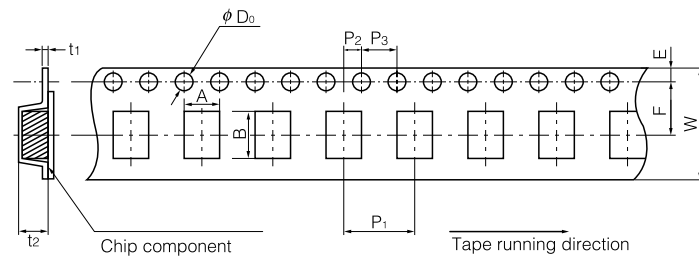 t1
φ D0
P2 P3
E
A
B
F
W
t2
P1
Chip component
Tape running direction